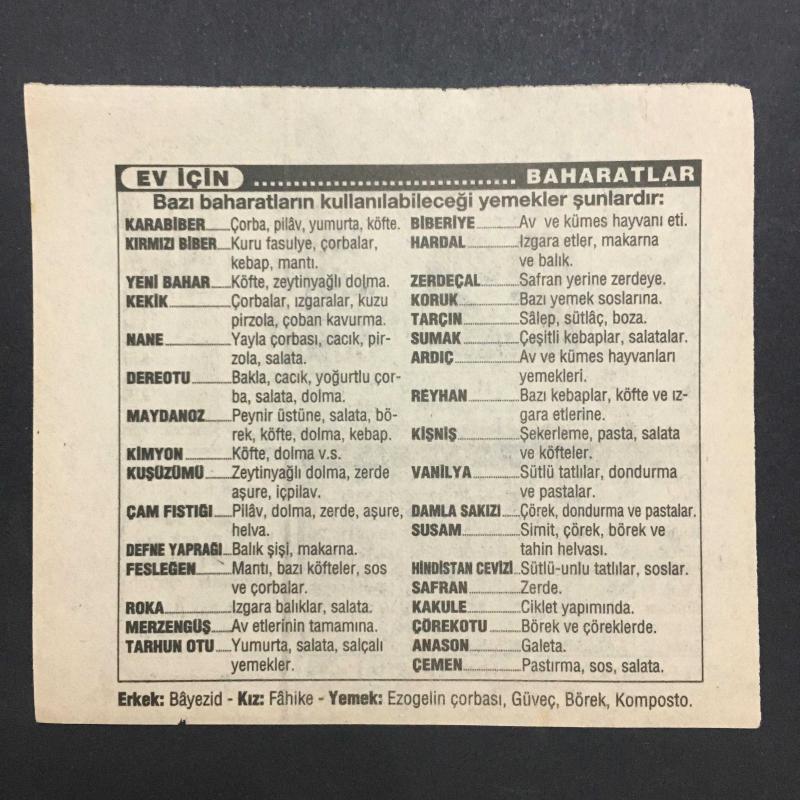 EV İÇİN ................................ BAHARATLAR
Bazı baharatların kullanılabileceği yemekler şunlardır:
KARABİBER.....Çorba, pilâv, yumurta, köfte.
KIRMIZI BİBER...Kuru fasulye, çorbalar,
kebap, mantı.
YENİ BAHAR.....Köfte, zeytinyağlı dolma.
KEKİK.....Çorbalar, ızgaralar, kuzu
pirzola, çoban kavurma.
NANE.....Yayla çorbası, cacık, pir-
zola, salata.
DEREOTU.....Bakla, cacık, yoğurtlu çor-
ba, salata, dolma.
MAYDANOZ.....Peynir üstüne, salata, bö-
rek, köfte, dolma, kebap.
KİMYON.....Köfte, dolma v.s.
KUŞÜZÜMÜ.....Zeytinyağlı dolma, zerde
aşure, içpilav.
ÇAM FISTIĞI.....Pilâv, dolma, zerde, aşure,
helva.
DEFNE YAPRAĞI...Balık şişi, makarna.
FESLEĞEN.....Mantı, bazı köfteler, sos
ve çorbalar.
ROKA.....Izgara balıklar, salata.
MERZENGÜŞ.....Av etlerinin tamamına.
TARHUN OTU.....Yumurta, salata, salçalı
yemekler.
BİBERİYE.....Av ve kümes hayvanı eti.
HARDAL.....Izgara etler, makarna
ve balık.
ZERDEÇAL.....Safran yerine zerdeye.
KORUK.....Bazı yemek soslarına.
TARÇIN.....Sâlep, sütlâç, boza.
SUMAK.....Çeşitli kebaplar, salatalar.
ARDIÇ.....Av ve kümes hayvanları
yemekleri.
REYHAN.....Bazı kebaplar, köfte ve ız-
gara etlerine.
KİŞNİŞ.....Şekerleme, pasta, salata
ve köfteler.
VANİLYA.....Sütlü tatlılar, dondurma
ve pastalar.
DAMLA SAKIZI.....Çörek, dondurma ve pastalar.
SUSAM.....Simit, çörek, börek ve
tahin helvası.
HİNDİSTAN CEVİZİ..Sütlü-unlu tatlılar, soslar.
SAFRAN.....Zerde.
KAKULE.....Ciklet yapımında.
ÇÖREKOTU.....Börek ve çöreklerde.
ANASON.....Galeta.
ÇEMEN.....Pastırma, sos, salata.
Erkek: Bâyezid - Kız: Fâhike - Yemek: Ezogelin çorbası, Güveç, Börek, Komposto.